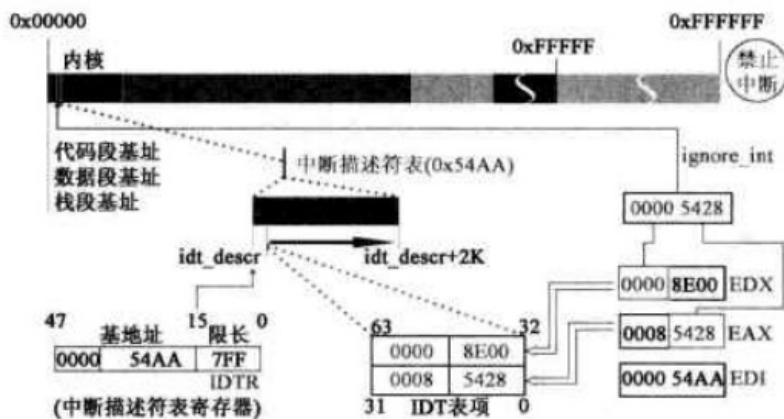 0x00000
0xFFFFFF
内核
0xFFFFF
禁止
中断
代码段基址
数据段基址
栈段基址
中断描述符表(0x54AA)
ignore_int
0000 5428
idt_descr
idt_descr+2K
0000 8E00 EDX
47 15 0
63 32
基地址 限长
0000 8E00
0008 5428 EAX
0000 54AA 7FF
0008 5428
0000 54AA EDI
IDTR
31 IDT表项 0
(中断描述符表寄存器)